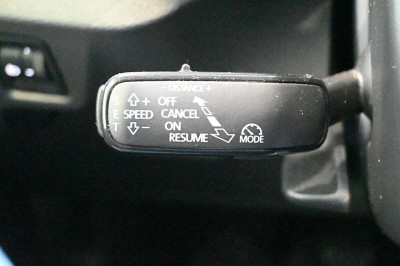 - DISTANCE +
S + OFF
E SPEED CANCEL
T - ON
RESUME MODE